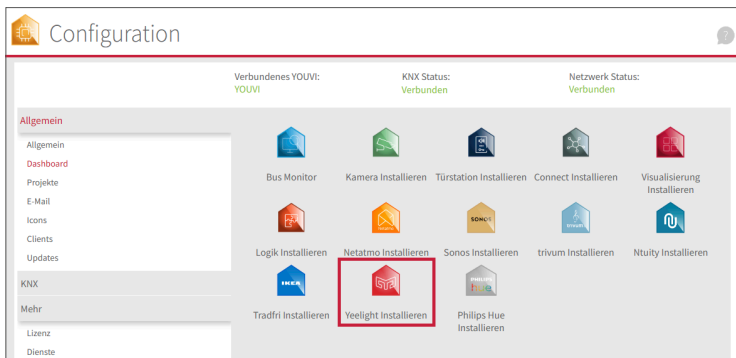 Configuration
?
Verbundenes YOUVI:
YOUVI
KNX Status:
Verbunden
Netzwerk Status:
Verbunden
Allgemein
Allgemein
Dashboard
Projekte
E-Mail
Icons
Clients
Updates
KNX
Mehr
Lizenz
Dienste
Bus Monitor
Kamera Installieren
Türstation Installieren
Connect Installieren
Visualisierung
Installieren
netatmo
SONOS
trivum
Logik Installieren
Netatmo Installieren
Sonos Installieren
trivum Installieren
Ntuity Installieren
IKEA
PHILIPS
hue
Tradfri Installieren
Yeelight Installieren
Philips Hue
Installieren